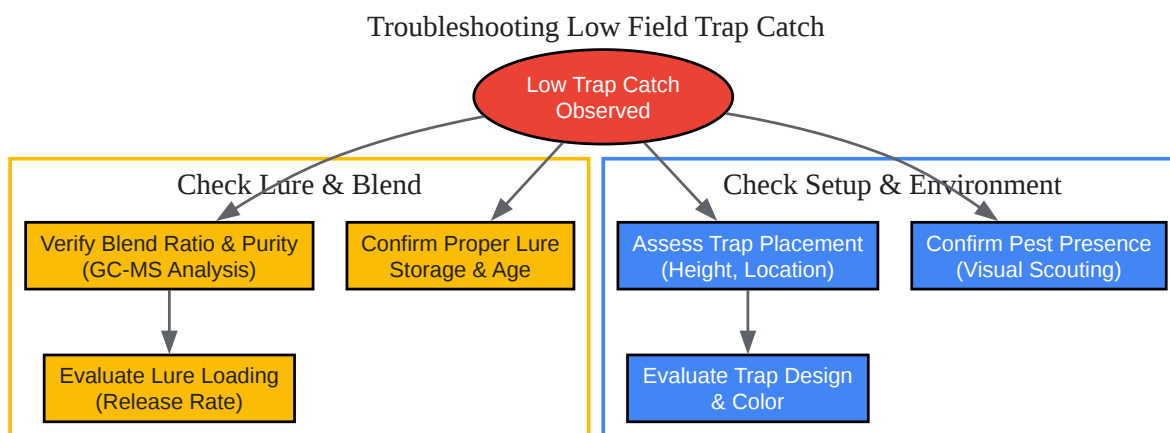 Troubleshooting Low Field Trap Catch
Low Trap Catch
Observed
Check Lure & Blend
Verify Blend Ratio & Purity
(GC-MS Analysis)
Confirm Proper Lure
Storage & Age
Evaluate Lure Loading
(Release Rate)
Check Setup & Environment
Assess Trap Placement
(Height, Location)
Confirm Pest Presence
(Visual Scouting)
Evaluate Trap Design
& Color